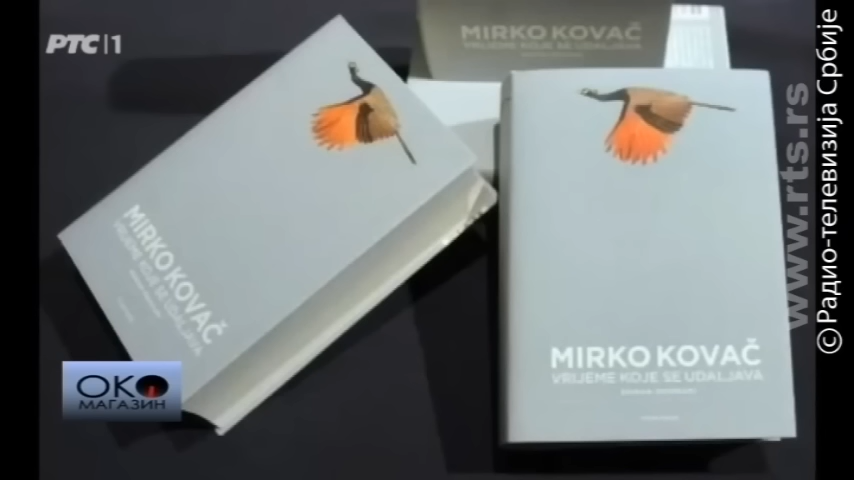 РТС|1
MIRKO KOVAČ
VRIJEME KOJE SE UDALJAVA
MIRKO KOVAČ
VRIJEME KOJE SE UDALJAVA
MIRKO KOVAČ
VRIJEME KOJE SE UDALJAVA
ОКО
МАГАЗИН
www.rts.rs
©Радио-телевизија Србије